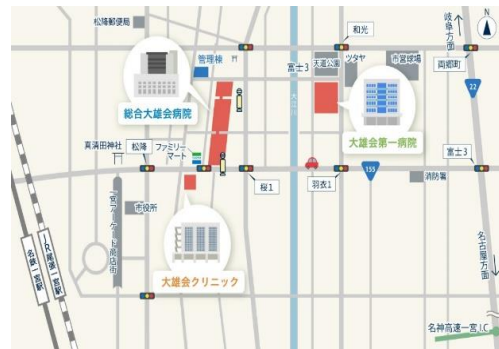 松降郵便局
管理棟
和光
N
岐阜方面
両郷町
22
富士3
天道公園
ツタヤ
市営球場
総合大雄会病院
大雄会第一病院
真清田神社
松降
ファミリー
マート
桜1
羽衣1
155
消防署
富士3
市役所
一宮アーケード商店街
大雄会クリニック
名鉄一宮駅
JR尾張一宮駅
名古屋方面
名神高速一宮I.C